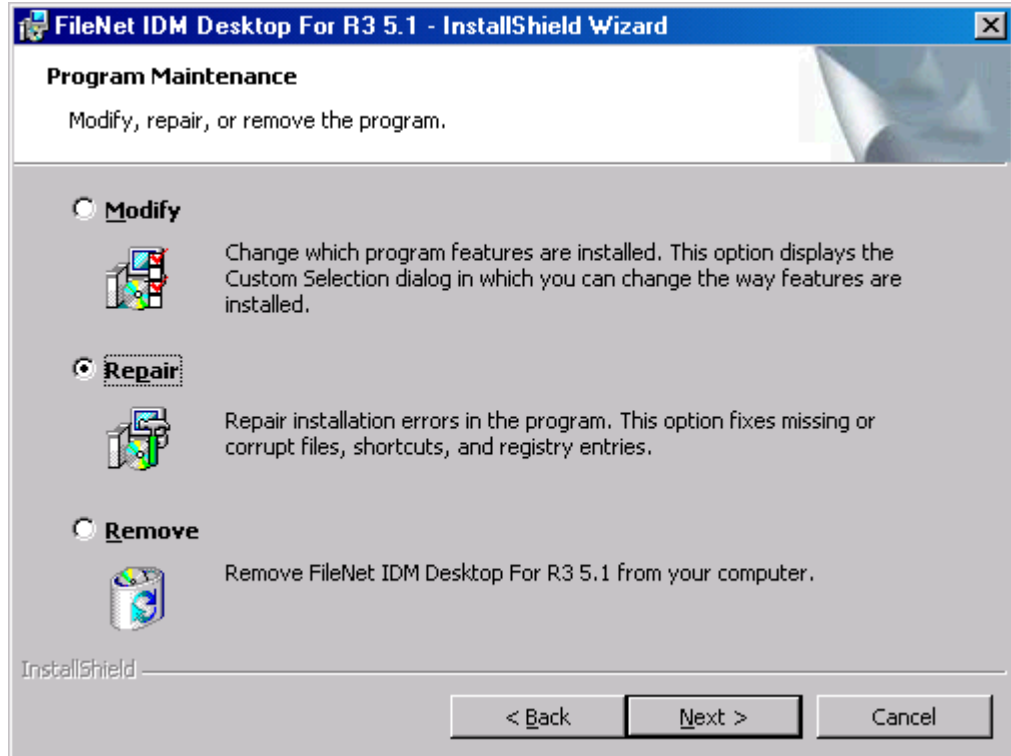 FileNet IDM Desktop For R3 5.1 - InstallShield Wizard
Program Maintenance
Modify, repair, or remove the program.
Modify
Change which program features are installed. This option displays the
Custom Selection dialog in which you can change the way features are
installed.
Repair
Repair installation errors in the program. This option fixes missing or
corrupt files, shortcuts, and registry entries.
Remove
Remove FileNet IDM Desktop For R3 5.1 from your computer.
InstallShield
< Back Next > Cancel